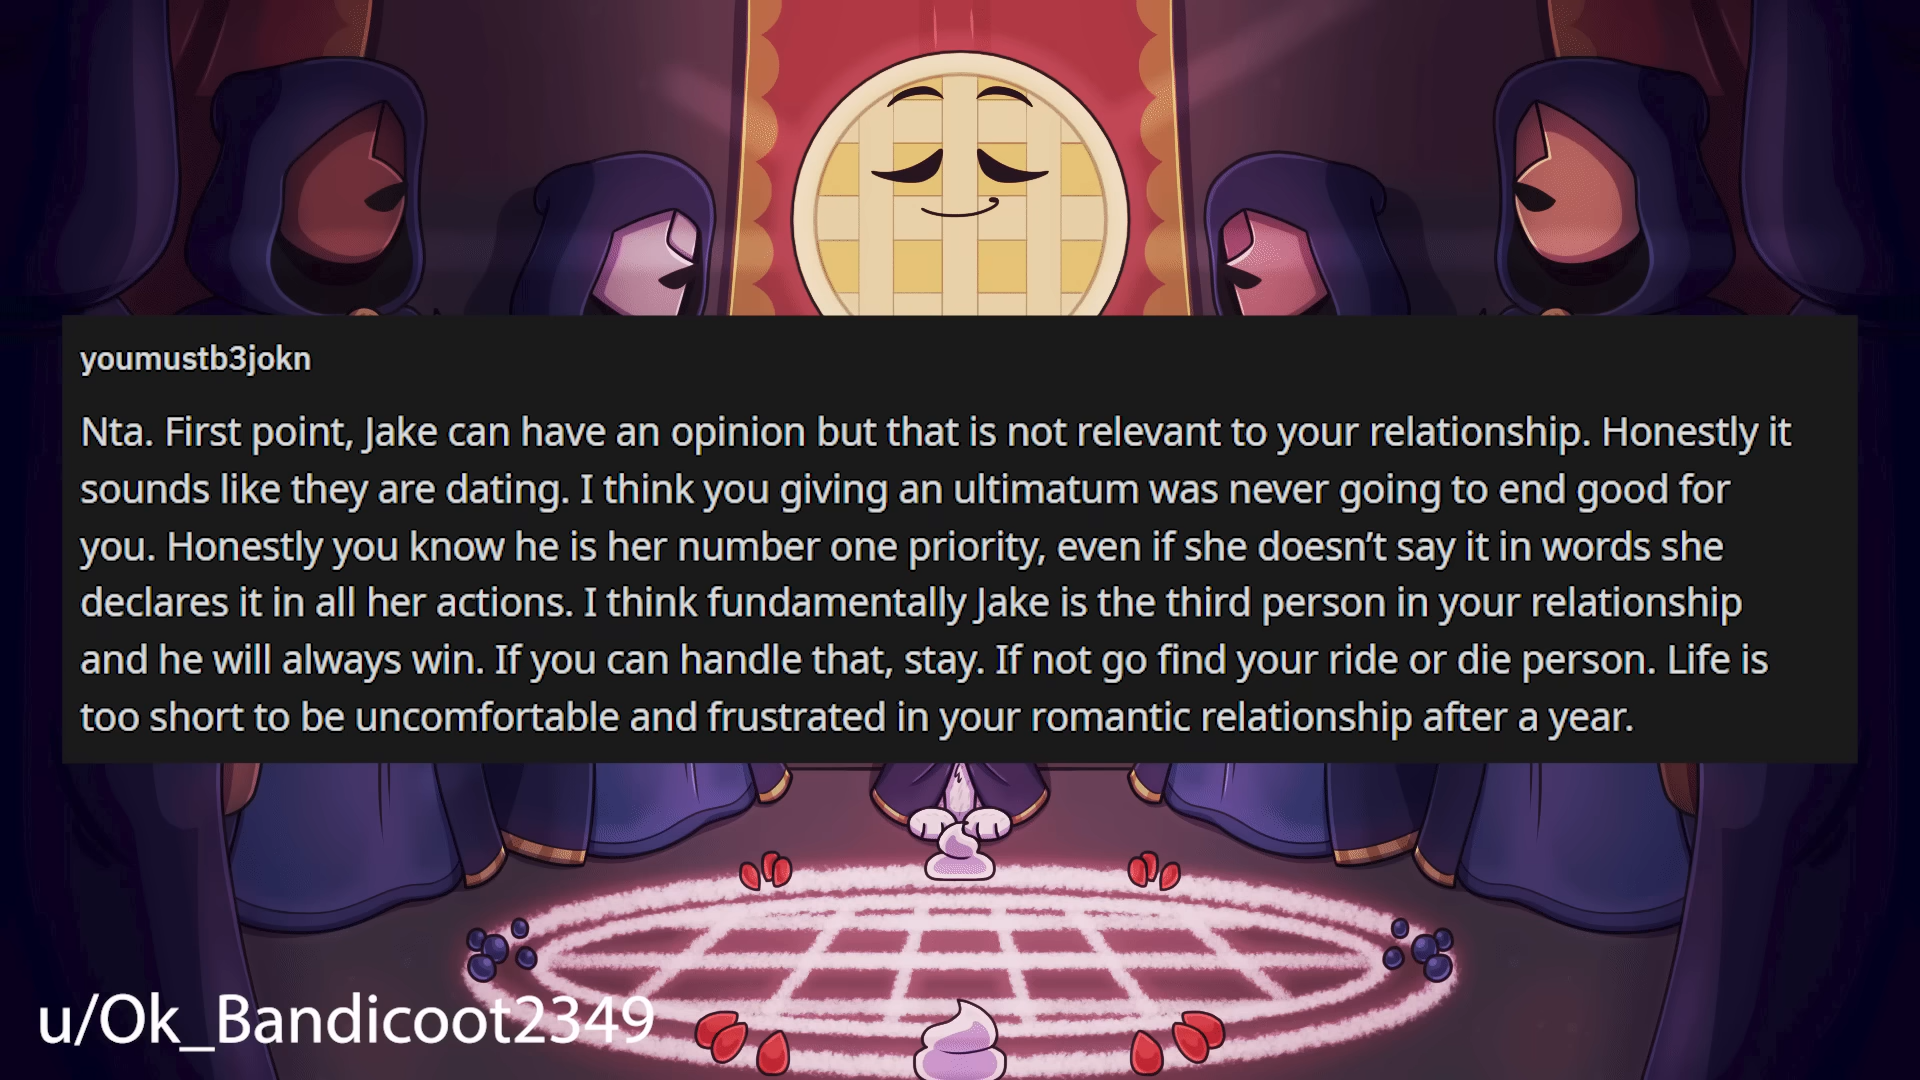 youmustb3jokn
Nta. First point, Jake can have an opinion but that is not relevant to your relationship. Honestly it
sounds like they are dating. I think you giving an ultimatum was never going to end good for
you. Honestly you know he is her number one priority, even if she doesn’t say it in words she
declares it in all her actions. I think fundamentally Jake is the third person in your relationship
and he will always win. If you can handle that, stay. If not go find your ride or die person. Life is
too short to be uncomfortable and frustrated in your romantic relationship after a year.
u/Ok_Bandicoot2349